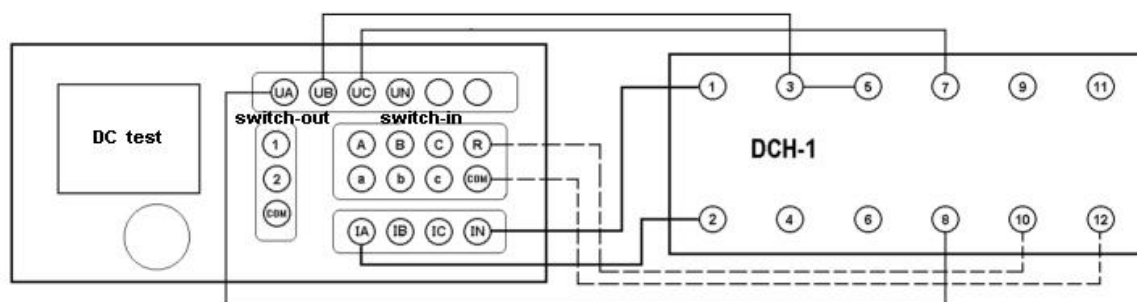 UA UB UC UN
switch-out switch-in
DC test
1 A B C R
2 a b c COM
COM
IA IB IC IN
1 3 5 7 9 11
DCH-1
2 4 6 8 10 12